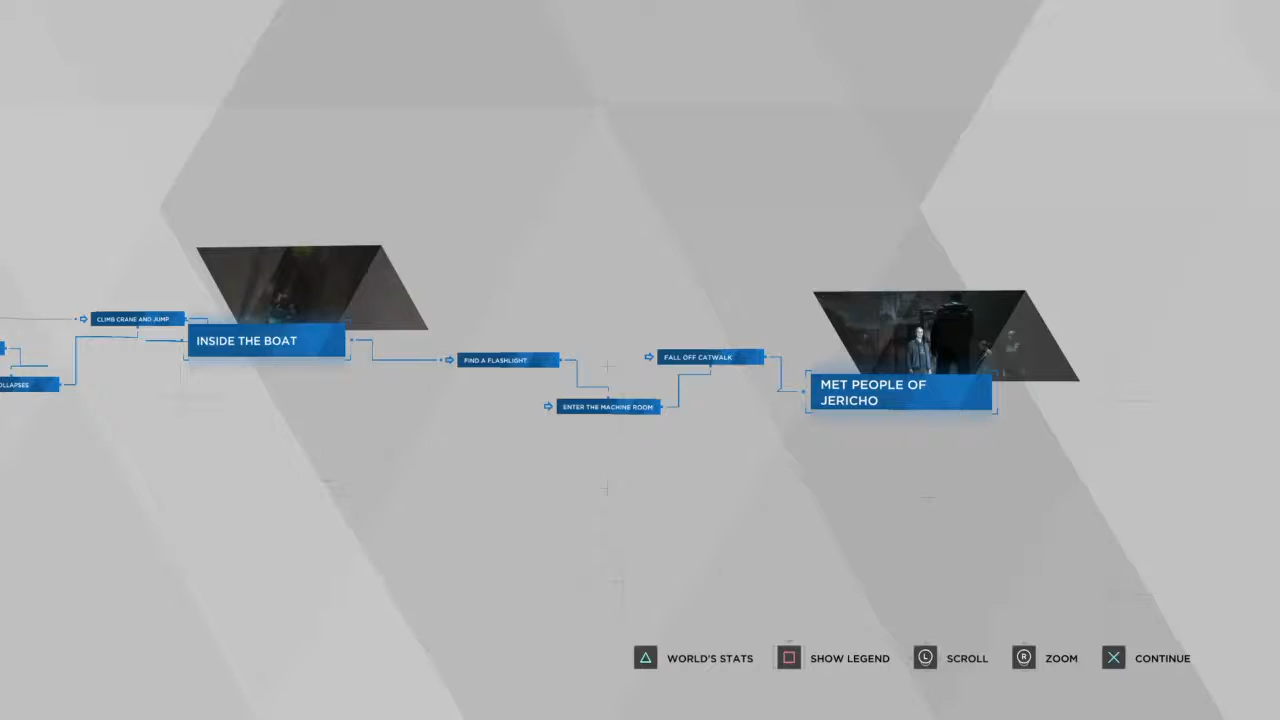 CLIMB CRANE AND JUMP
INSIDE THE BOAT
OLLAPSES
FIND A FLASHLIGHT
ENTER THE MACHINE ROOM
FALL OFF CATWALK
MET PEOPLE OF
JERICHO
WORLD'S STATS
SHOW LEGEND
L
SCROLL
R
ZOOM
CONTINUE